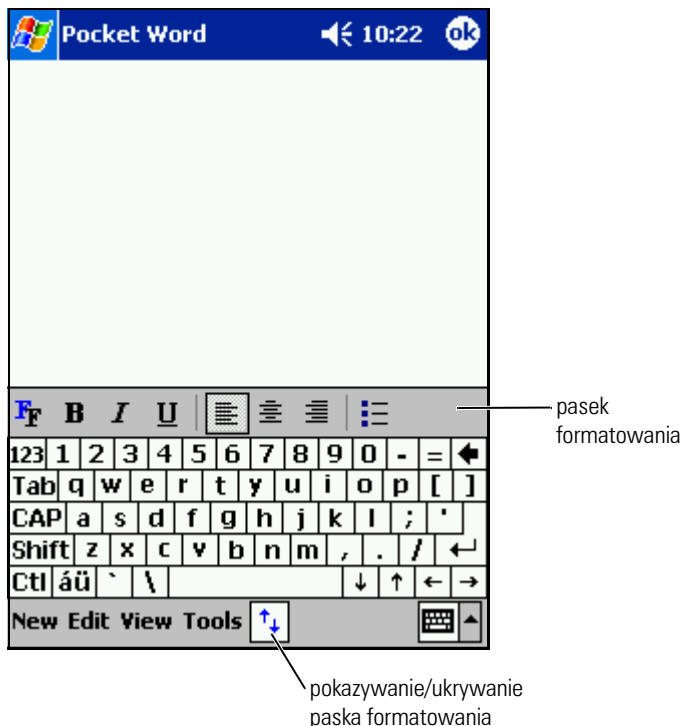 Pocket Word 10:22 ok
FF B I U
pasek
formatowania
123 1 2 3 4 5 6 7 8 9 0 - =
Tab q w e r t y u i o p [ ]
CAP a s d f g h j k l ; '
Shift z x c v b n m , . /
Ctl áü ` \ ↓ ↑ ← →
New Edit View Tools
pokazywanie/ukrywanie
paska formatowania